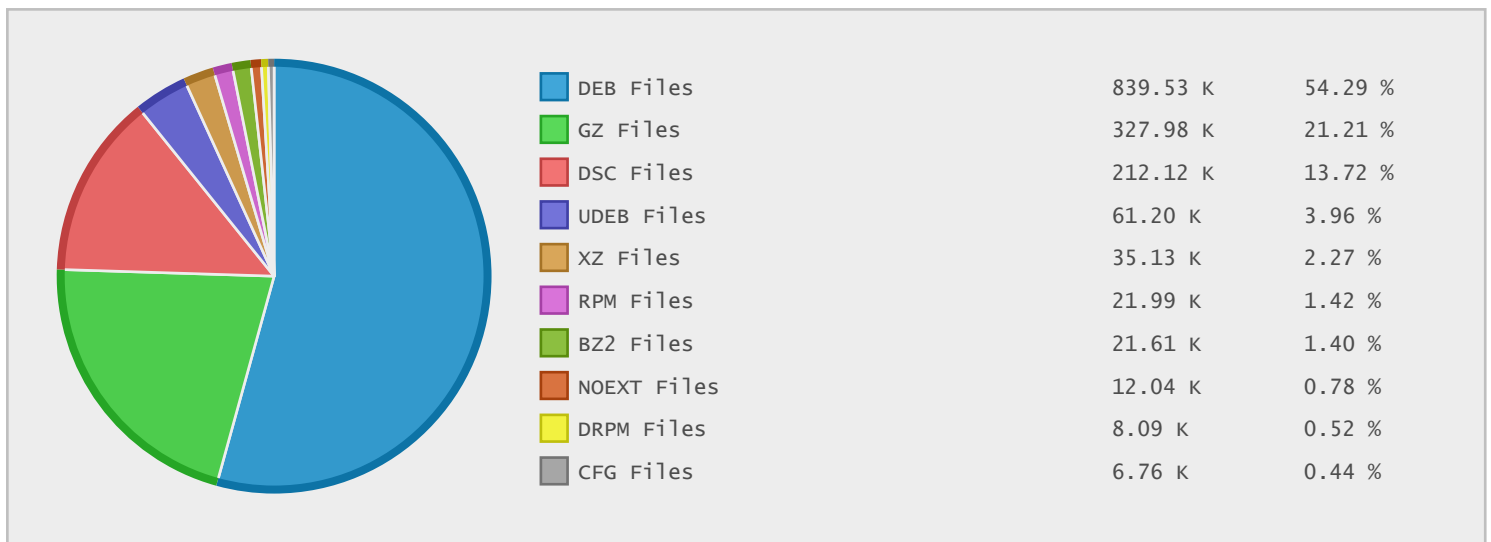 DEB Files 839.53 K 54.29 %
GZ Files 327.98 K 21.21 %
DSC Files 212.12 K 13.72 %
UDEB Files 61.20 K 3.96 %
XZ Files 35.13 K 2.27 %
RPM Files 21.99 K 1.42 %
BZ2 Files 21.61 K 1.40 %
NOEXT Files 12.04 K 0.78 %
DRPM Files 8.09 K 0.52 %
CFG Files 6.76 K 0.44 %